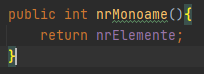 public int nrMonoame(){
return nrElemente;
}